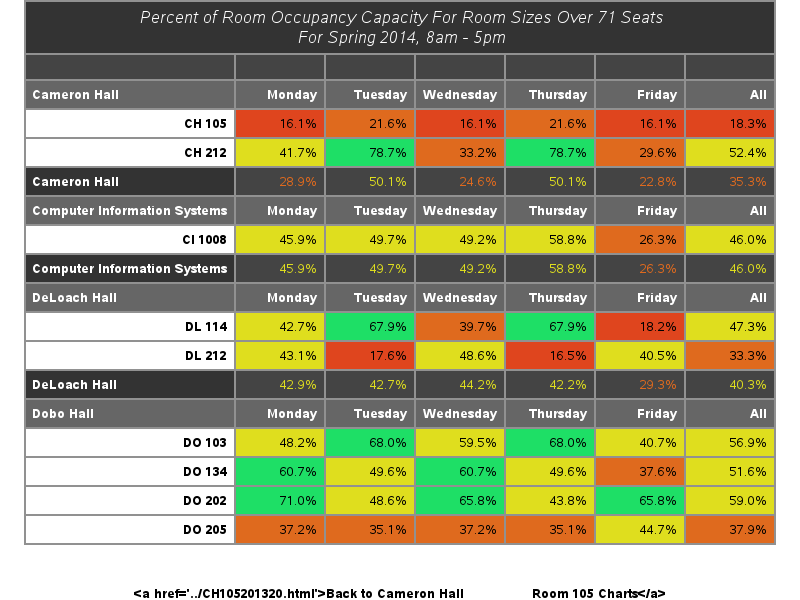 Percent of Room Occupancy Capacity For Room Sizes Over 71 Seats
For Spring 2014, 8am - 5pm
Cameron Hall Monday Tuesday Wednesday Thursday Friday All
CH 105 16.1% 21.6% 16.1% 21.6% 16.1% 18.3%
CH 212 41.7% 78.7% 33.2% 78.7% 29.6% 52.4%
Cameron Hall 28.9% 50.1% 24.6% 50.1% 22.8% 35.3%
Computer Information Systems Monday Tuesday Wednesday Thursday Friday All
CI 1008 45.9% 49.7% 49.2% 58.8% 26.3% 46.0%
Computer Information Systems 45.9% 49.7% 49.2% 58.8% 26.3% 46.0%
DeLoach Hall Monday Tuesday Wednesday Thursday Friday All
DL 114 42.7% 67.9% 39.7% 67.9% 18.2% 47.3%
DL 212 43.1% 17.6% 48.6% 16.5% 40.5% 33.3%
DeLoach Hall 42.9% 42.7% 44.2% 42.2% 29.3% 40.3%
Dobo Hall Monday Tuesday Wednesday Thursday Friday All
DO 103 48.2% 68.0% 59.5% 68.0% 40.7% 56.9%
DO 134 60.7% 49.6% 60.7% 49.6% 37.6% 51.6%
DO 202 71.0% 48.6% 65.8% 43.8% 65.8% 59.0%
DO 205 37.2% 35.1% 37.2% 35.1% 44.7% 37.9%
<a href='../CH105201320.html'>Back to Cameron Hall Room 105 Charts</a>